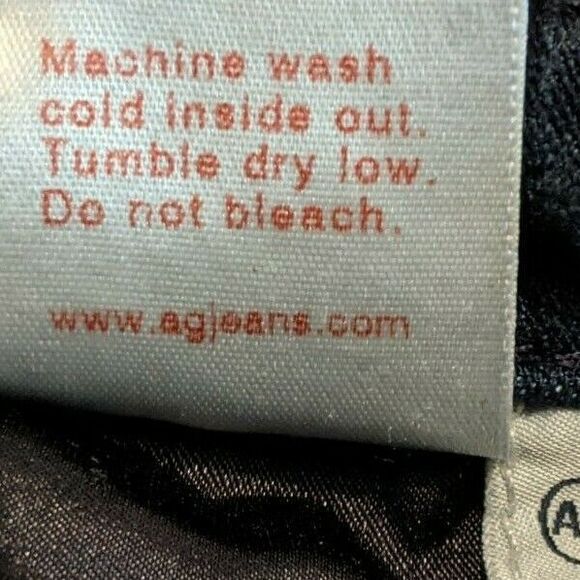 Machine wash
cold inside out.
Tumble dry low.
Do not bleach.
www.agjeans.com
A